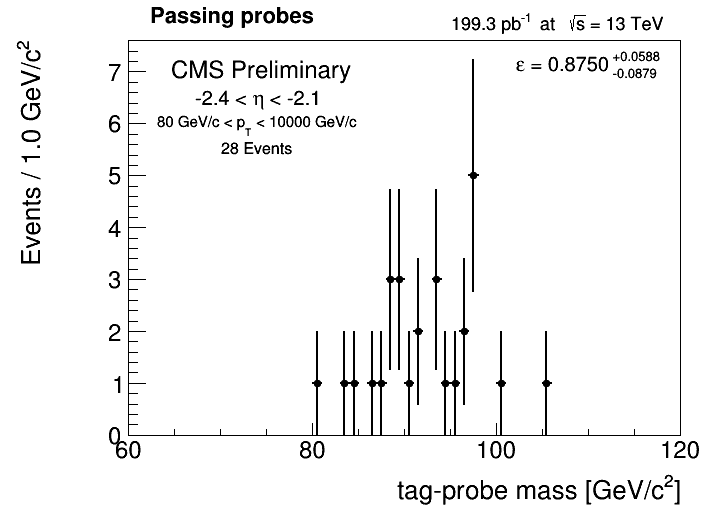 Passing probes
199.3 pb⁻¹ at √s = 13 TeV
CMS Preliminary
-2.4 < η < -2.1
80 GeV/c < p_T < 10000 GeV/c
28 Events
ε = 0.8750 +0.0588 -0.0879
Events / 1.0 GeV/c²
7
6
5
4
3
2
1
0
60 80 100 120
tag-probe mass [GeV/c²]